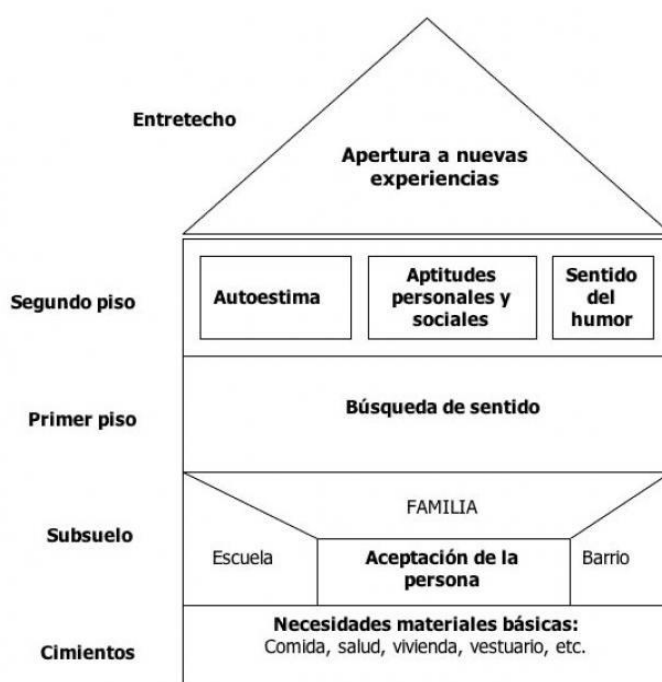 Entretecho
Apertura a nuevas
experiencias
Segundo piso
Autoestima
Aptitudes
personales y
sociales
Sentido
del
humor
Primer piso
Búsqueda de sentido
Subsuelo
FAMILIA
Escuela
Aceptación de la
persona
Barrio
Cimientos
Necesidades materiales básicas:
Comida, salud, vivienda, vestuario, etc.